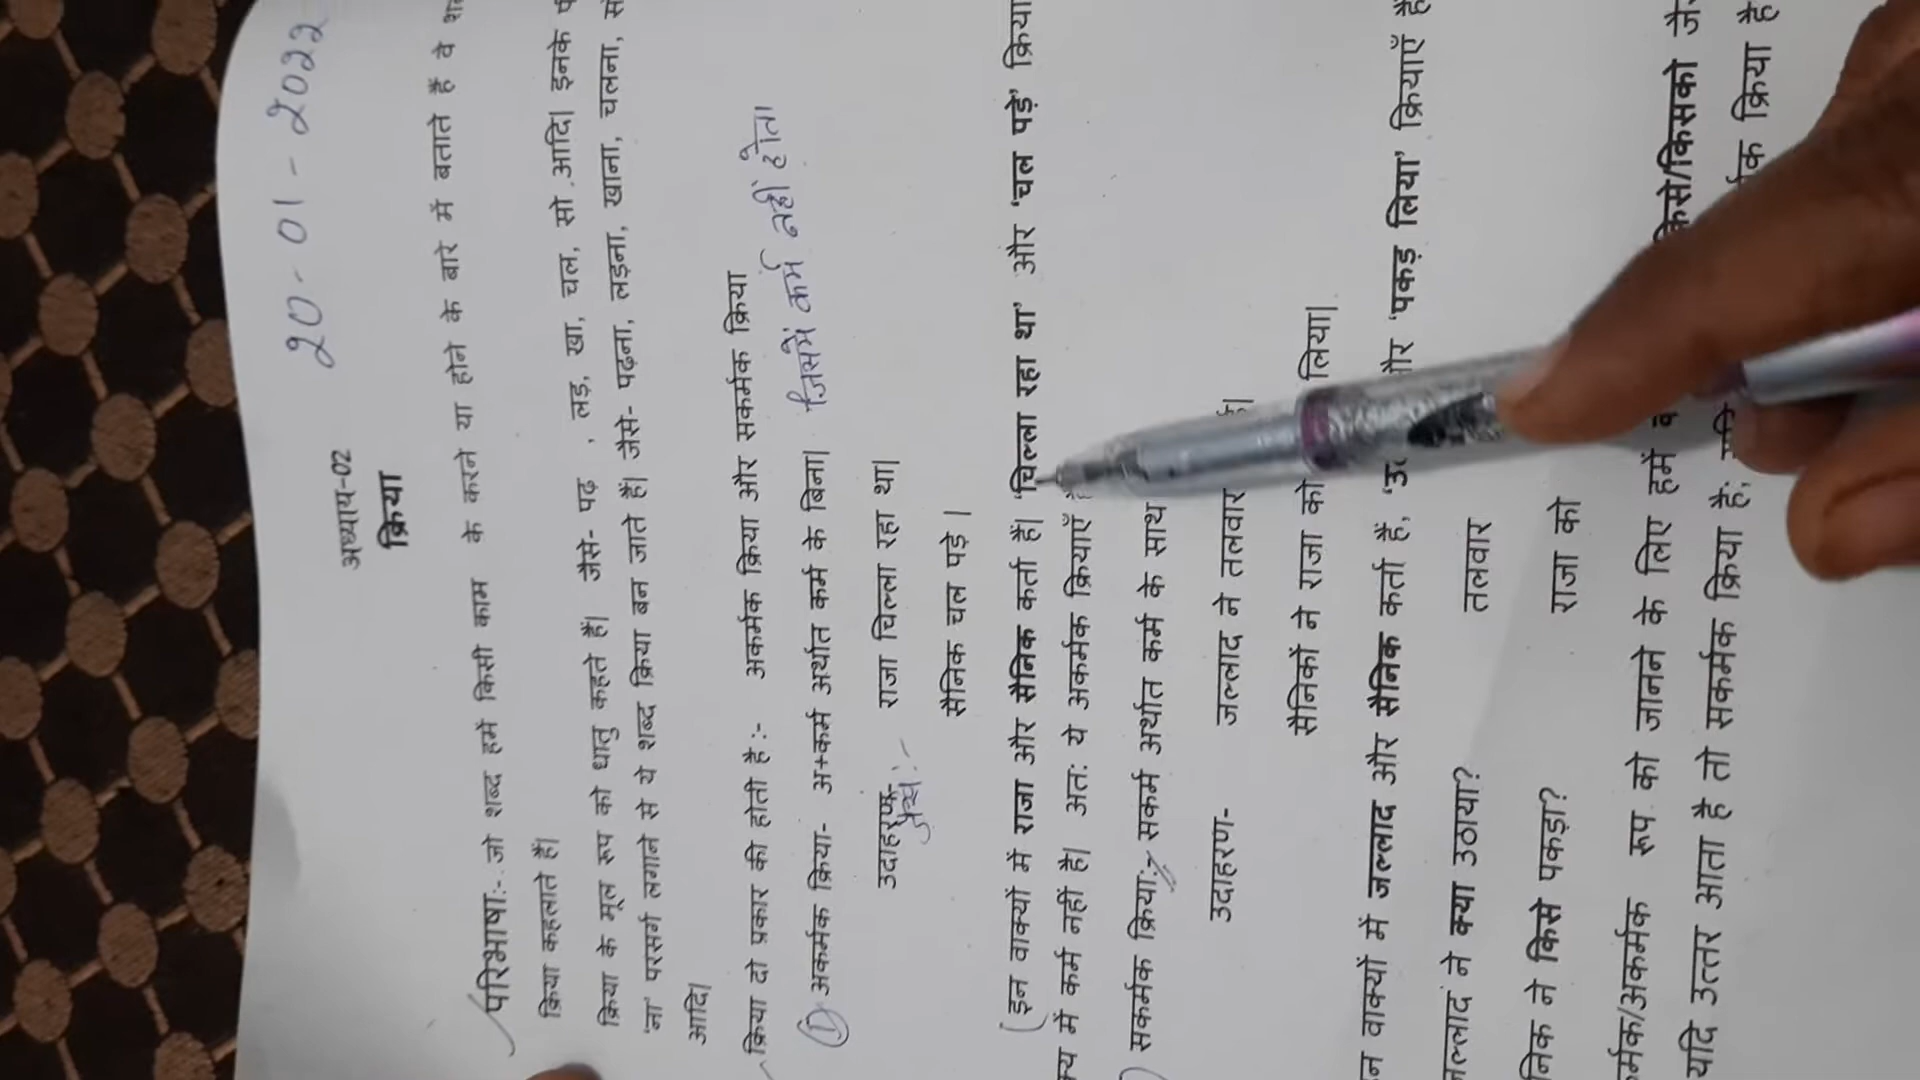 20-01-2022
अध्याय-02
क्रिया
परिभाषा:- जो शब्द हमें किसी काम के करने या होने के बारे में बताते हैं वे
क्रिया कहलाते हैं।
क्रिया के मूल रूप को धातु कहते हैं। जैसे- पढ़ , लड़, खा, चल, सो आदि। इनके
'ना' परसर्ग लगाने से ये शब्द क्रिया बन जाते हैं। जैसे- पढ़ना, लड़ना, खाना, चलना,
आदि।
क्रिया दो प्रकार की होती है :- अकर्मक क्रिया और सकर्मक क्रिया
(1) अकर्मक क्रिया- अ+कर्म अर्थात कर्म के बिना। जिसमें कर्म नहीं होता।
उदाहरण- राजा चिल्ला रहा था।
सैनिक चल पड़े ।
(इन वाक्यों में राजा और सैनिक कर्ता हैं। 'चिल्ला रहा था' और 'चल पड़े' क्रिया
में कर्म नहीं है। अत: ये अकर्मक क्रियाएँ
सकर्मक क्रिया:- सकर्म अर्थात कर्म के साथ
उदाहरण- जल्लाद ने तलवार
सैनिकों ने राजा को लिया।
वाक्यों में जल्लाद और सैनिक कर्ता हैं, 'पकड़ लिया' क्रियाएँ
ने क्या उठाया? तलवार
ने किसे पकड़ा? राजा को
रूप को जानने के लिए हमें जै
यदि उत्तर आता है तो सकर्मक क्रिया है; क्रिया है